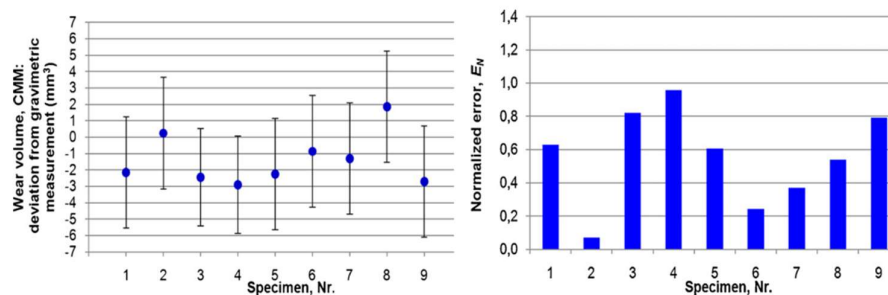 Wear volume, CMM:
deviation from gravimetric
measurement (mm³)
7
6
5
4
3
2
1
0
-1
-2
-3
-4
-5
-6
-7
1 2 3 4 5 6 7 8 9
Specimen, Nr.
Normalized error, E_N
1,4
1,2
1,0
0,8
0,6
0,4
0,2
0,0
1 2 3 4 5 6 7 8 9
Specimen, Nr.